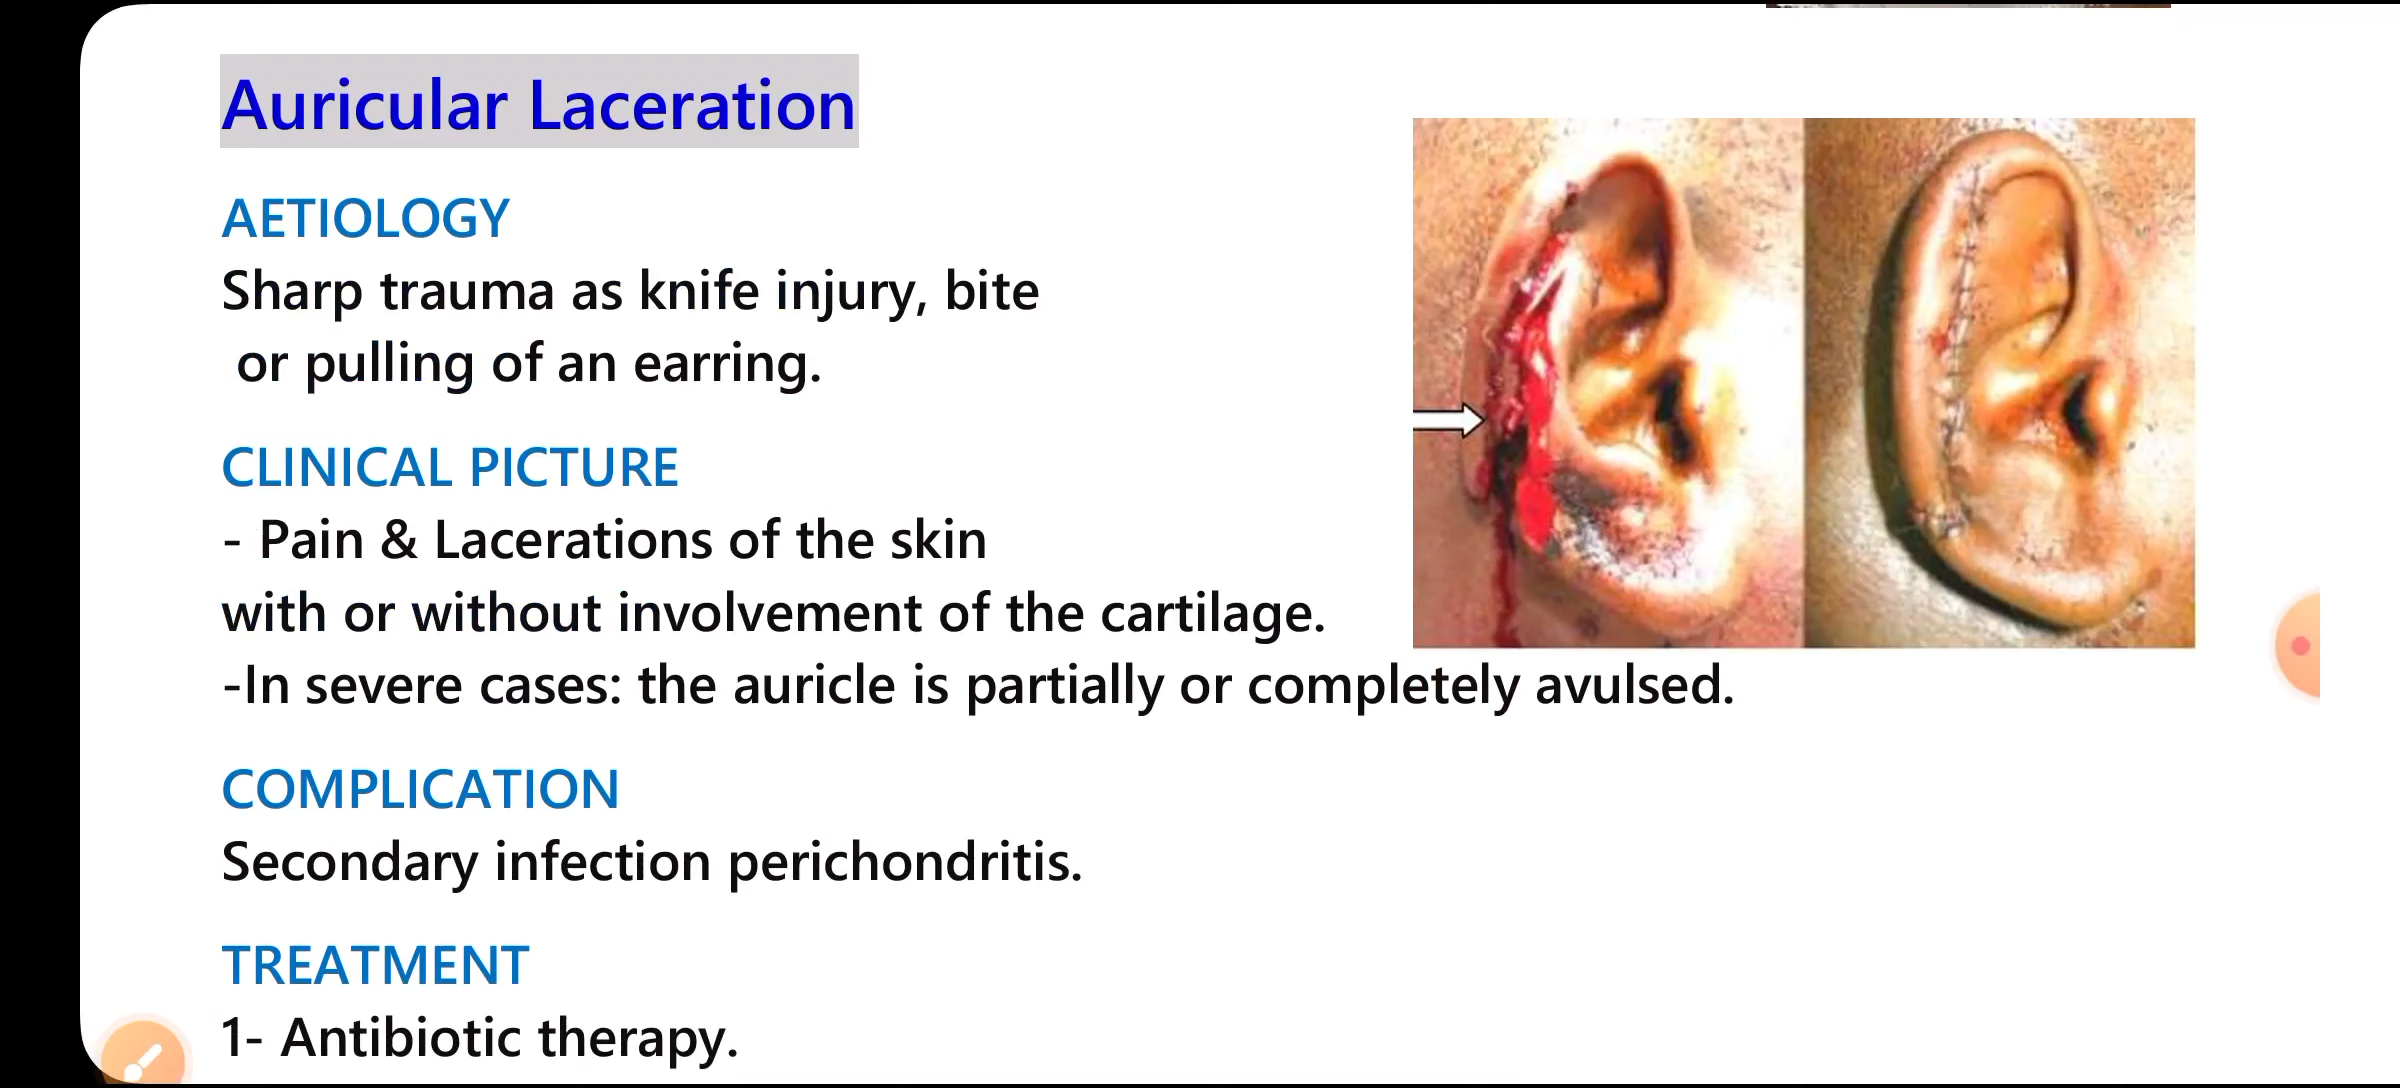 Auricular Laceration
AETIOLOGY
Sharp trauma as knife injury, bite
or pulling of an earring.
CLINICAL PICTURE
- Pain & Lacerations of the skin
with or without involvement of the cartilage.
-In severe cases: the auricle is partially or completely avulsed.
COMPLICATION
Secondary infection perichondritis.
TREATMENT
1- Antibiotic therapy.